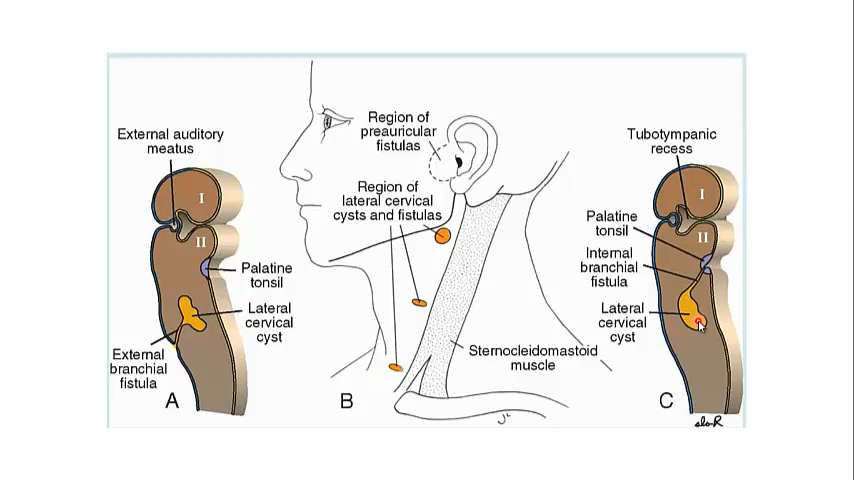 External auditory
meatus
I
II
Palatine
tonsil
Lateral
cervical
cyst
External
branchial
fistula
A
Region of
preauricular
fistulas
Region of
lateral cervical
cysts and fistulas
Sternocleidomastoid
muscle
B
Tubotympanic
recess
I
II
Palatine
tonsil
Internal
branchial
fistula
Lateral
cervical
cyst
C